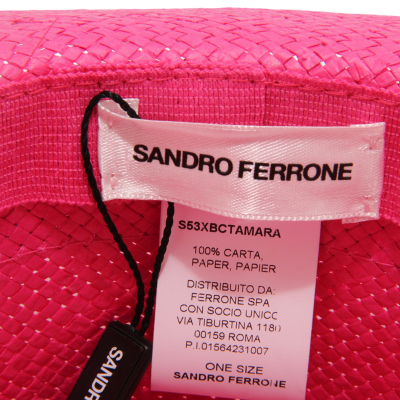 SANDRO FERRONE
S53XBCTAMARA
100% CARTA,
PAPER, PAPIER
DISTRIBUITO DA:
FERRONE SPA
CON SOCIO UNICO
VIA TIBURTINA 1180
00159 ROMA
P.I.01564231007
ONE SIZE
SANDRO FERRONE
SANDRO